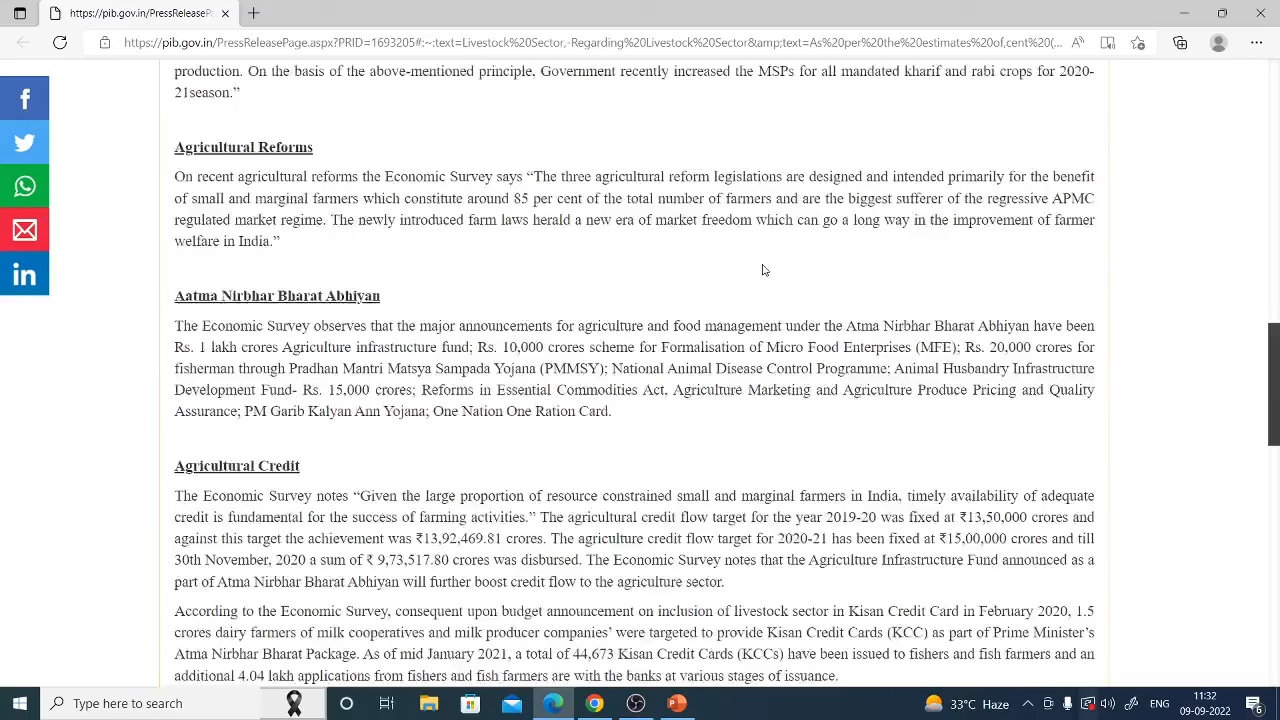 https://pib.gov.in/PressReleasePa
https://pib.gov.in/PressReleasePage.aspx?PRID=1693205#:~:text=Livestock%20Sector,-Regarding%20Livestock%20Sector&amp;text=As%20per%20the%20estimates%20of,cent%20(...
production. On the basis of the above-mentioned principle, Government recently increased the MSPs for all mandated kharif and rabi crops for 2020-
21season.”
Agricultural Reforms
On recent agricultural reforms the Economic Survey says “The three agricultural reform legislations are designed and intended primarily for the benefit
of small and marginal farmers which constitute around 85 per cent of the total number of farmers and are the biggest sufferer of the regressive APMC
regulated market regime. The newly introduced farm laws herald a new era of market freedom which can go a long way in the improvement of farmer
welfare in India.”
Aatma Nirbhar Bharat Abhiyan
The Economic Survey observes that the major announcements for agriculture and food management under the Atma Nirbhar Bharat Abhiyan have been
Rs. 1 lakh crores Agriculture infrastructure fund; Rs. 10,000 crores scheme for Formalisation of Micro Food Enterprises (MFE); Rs. 20,000 crores for
fisherman through Pradhan Mantri Matsya Sampada Yojana (PMMSY); National Animal Disease Control Programme; Animal Husbandry Infrastructure
Development Fund- Rs. 15,000 crores; Reforms in Essential Commodities Act, Agriculture Marketing and Agriculture Produce Pricing and Quality
Assurance; PM Garib Kalyan Ann Yojana; One Nation One Ration Card.
Agricultural Credit
The Economic Survey notes “Given the large proportion of resource constrained small and marginal farmers in India, timely availability of adequate
credit is fundamental for the success of farming activities.” The agricultural credit flow target for the year 2019-20 was fixed at ₹13,50,000 crores and
against this target the achievement was ₹13,92,469.81 crores. The agriculture credit flow target for 2020-21 has been fixed at ₹15,00,000 crores and till
30th November, 2020 a sum of ₹ 9,73,517.80 crores was disbursed. The Economic Survey notes that the Agriculture Infrastructure Fund announced as a
part of Atma Nirbhar Bharat Abhiyan will further boost credit flow to the agriculture sector.
According to the Economic Survey, consequent upon budget announcement on inclusion of livestock sector in Kisan Credit Card in February 2020, 1.5
crores dairy farmers of milk cooperatives and milk producer companies’ were targeted to provide Kisan Credit Cards (KCC) as part of Prime Minister’s
Atma Nirbhar Bharat Package. As of mid January 2021, a total of 44,673 Kisan Credit Cards (KCCs) have been issued to fishers and fish farmers and an
additional 4.04 lakh applications from fishers and fish farmers are with the banks at various stages of issuance.
Type here to search
33°C Haze
ENG
11:32
09-09-2022
6